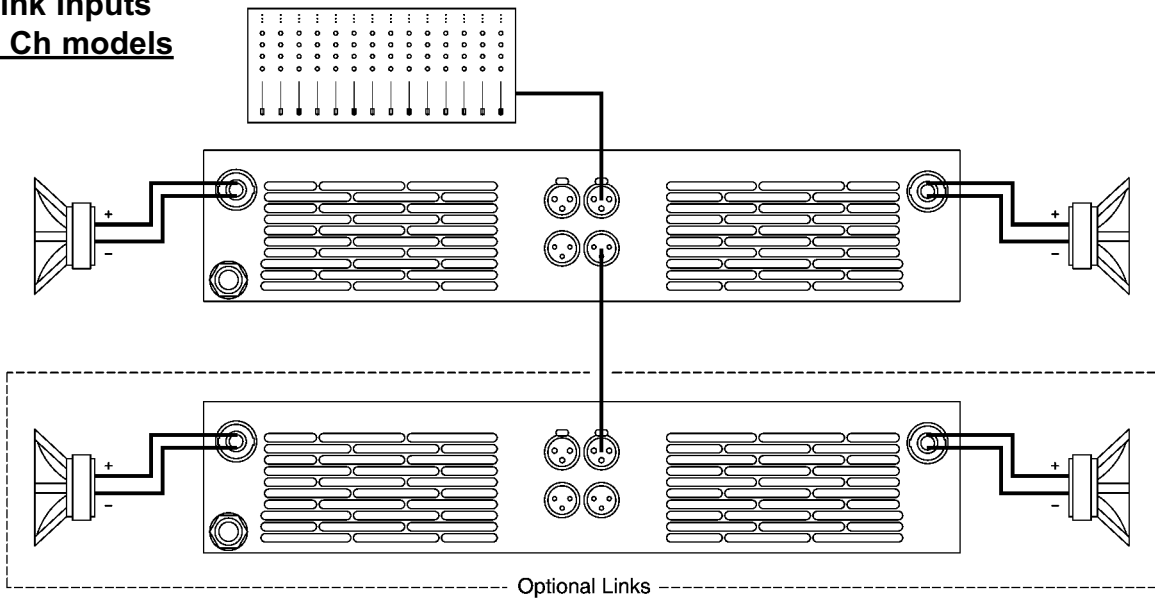 ink Inputs
Ch models
+
–
+
–
+
–
+
–
Optional Links